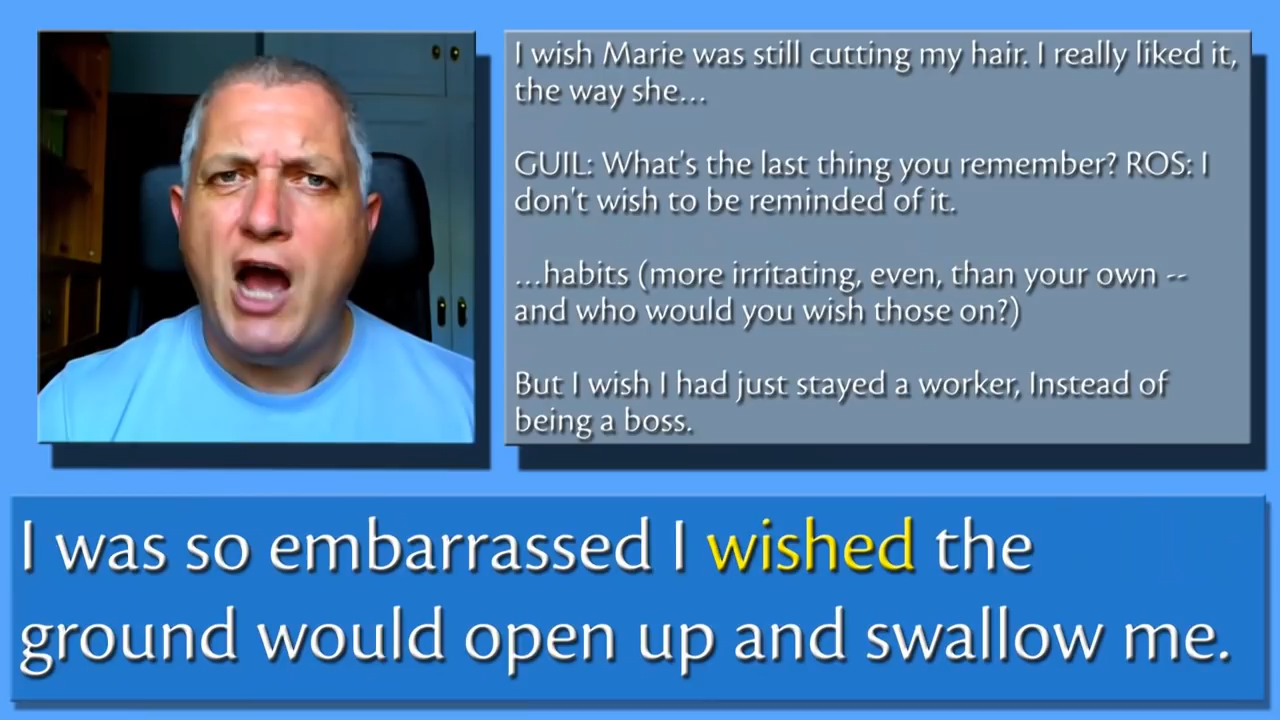 I wish Marie was still cutting my hair. I really liked it,
the way she...
GUIL: What's the last thing you remember? ROS: I
don't wish to be reminded of it.
...habits (more irritating, even, than your own --
and who would you wish those on?)
But I wish I had just stayed a worker, Instead of
being a boss.
I was so embarrassed I wished the
ground would open up and swallow me.